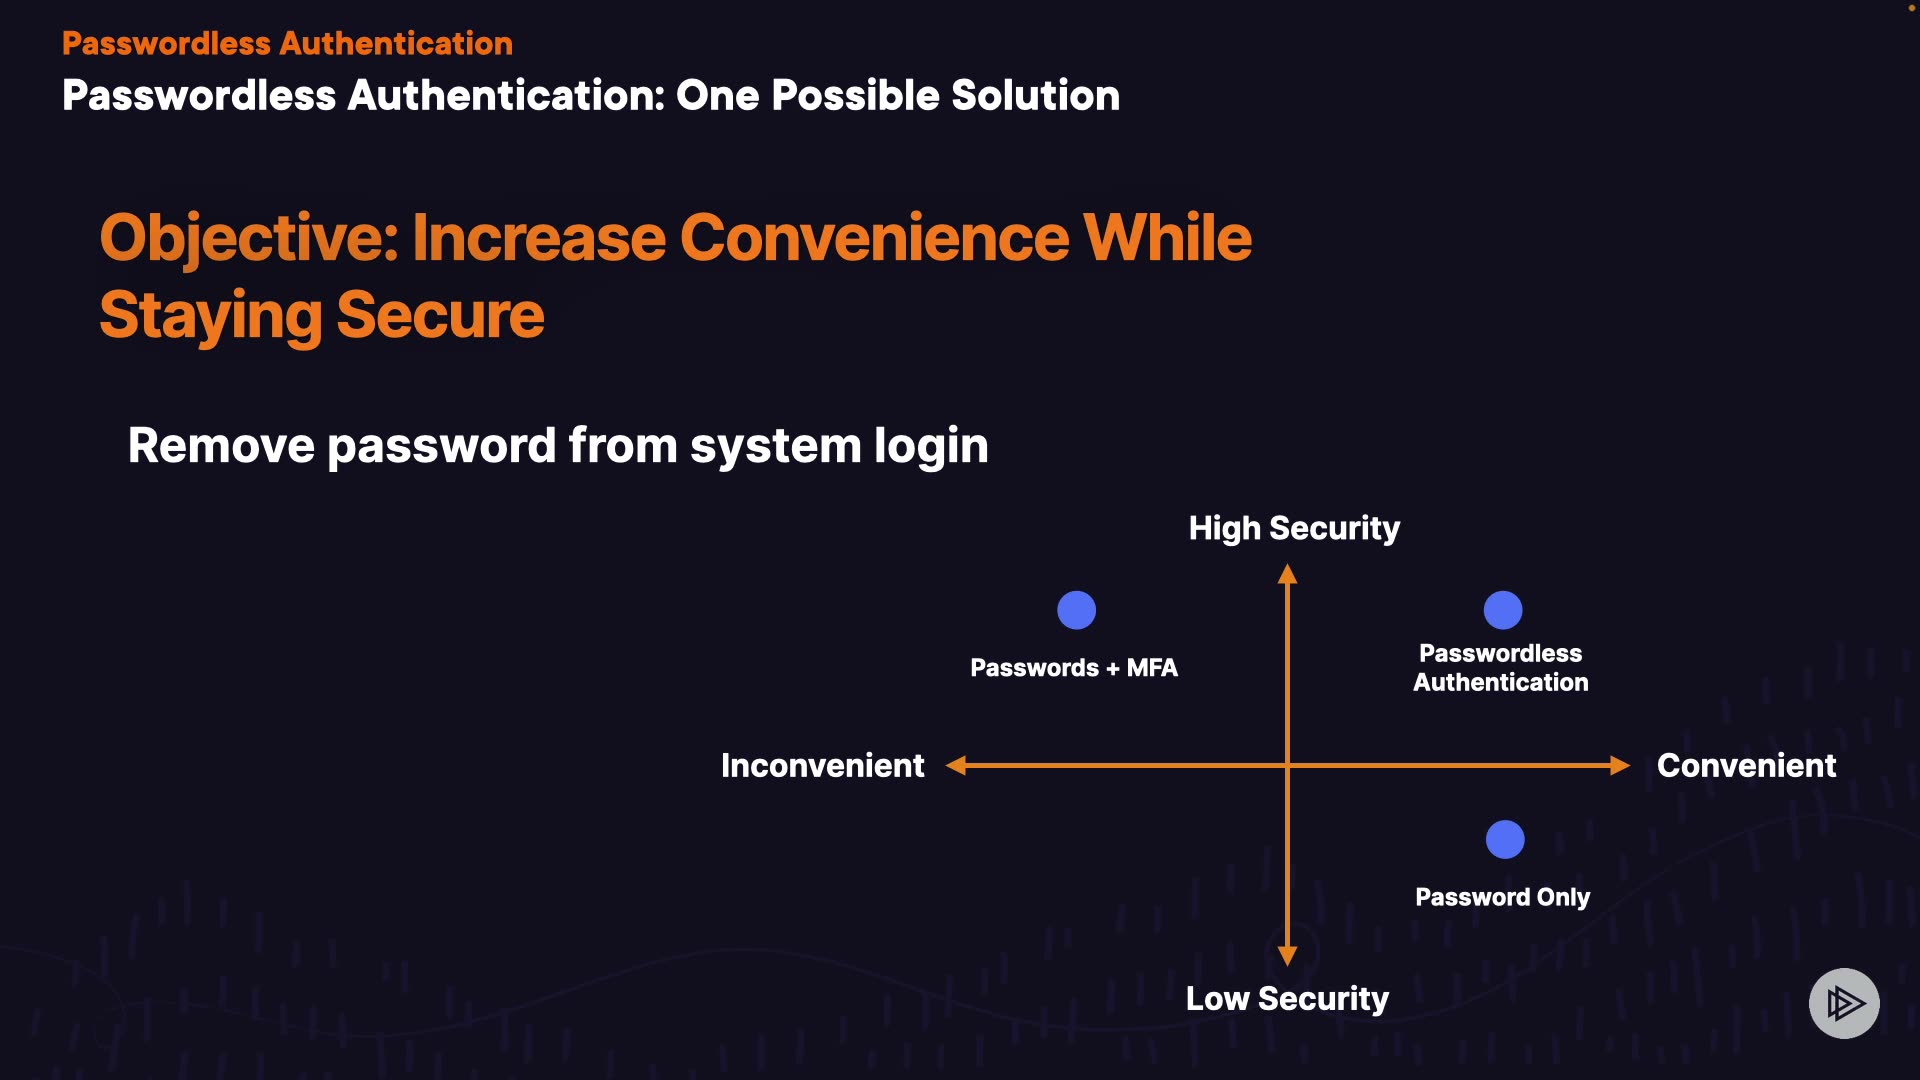 Passwordless Authentication
Passwordless Authentication: One Possible Solution
Objective: Increase Convenience While
Staying Secure
Remove password from system login
High Security
Passwords + MFA
Passwordless
Authentication
Inconvenient
Convenient
Password Only
Low Security